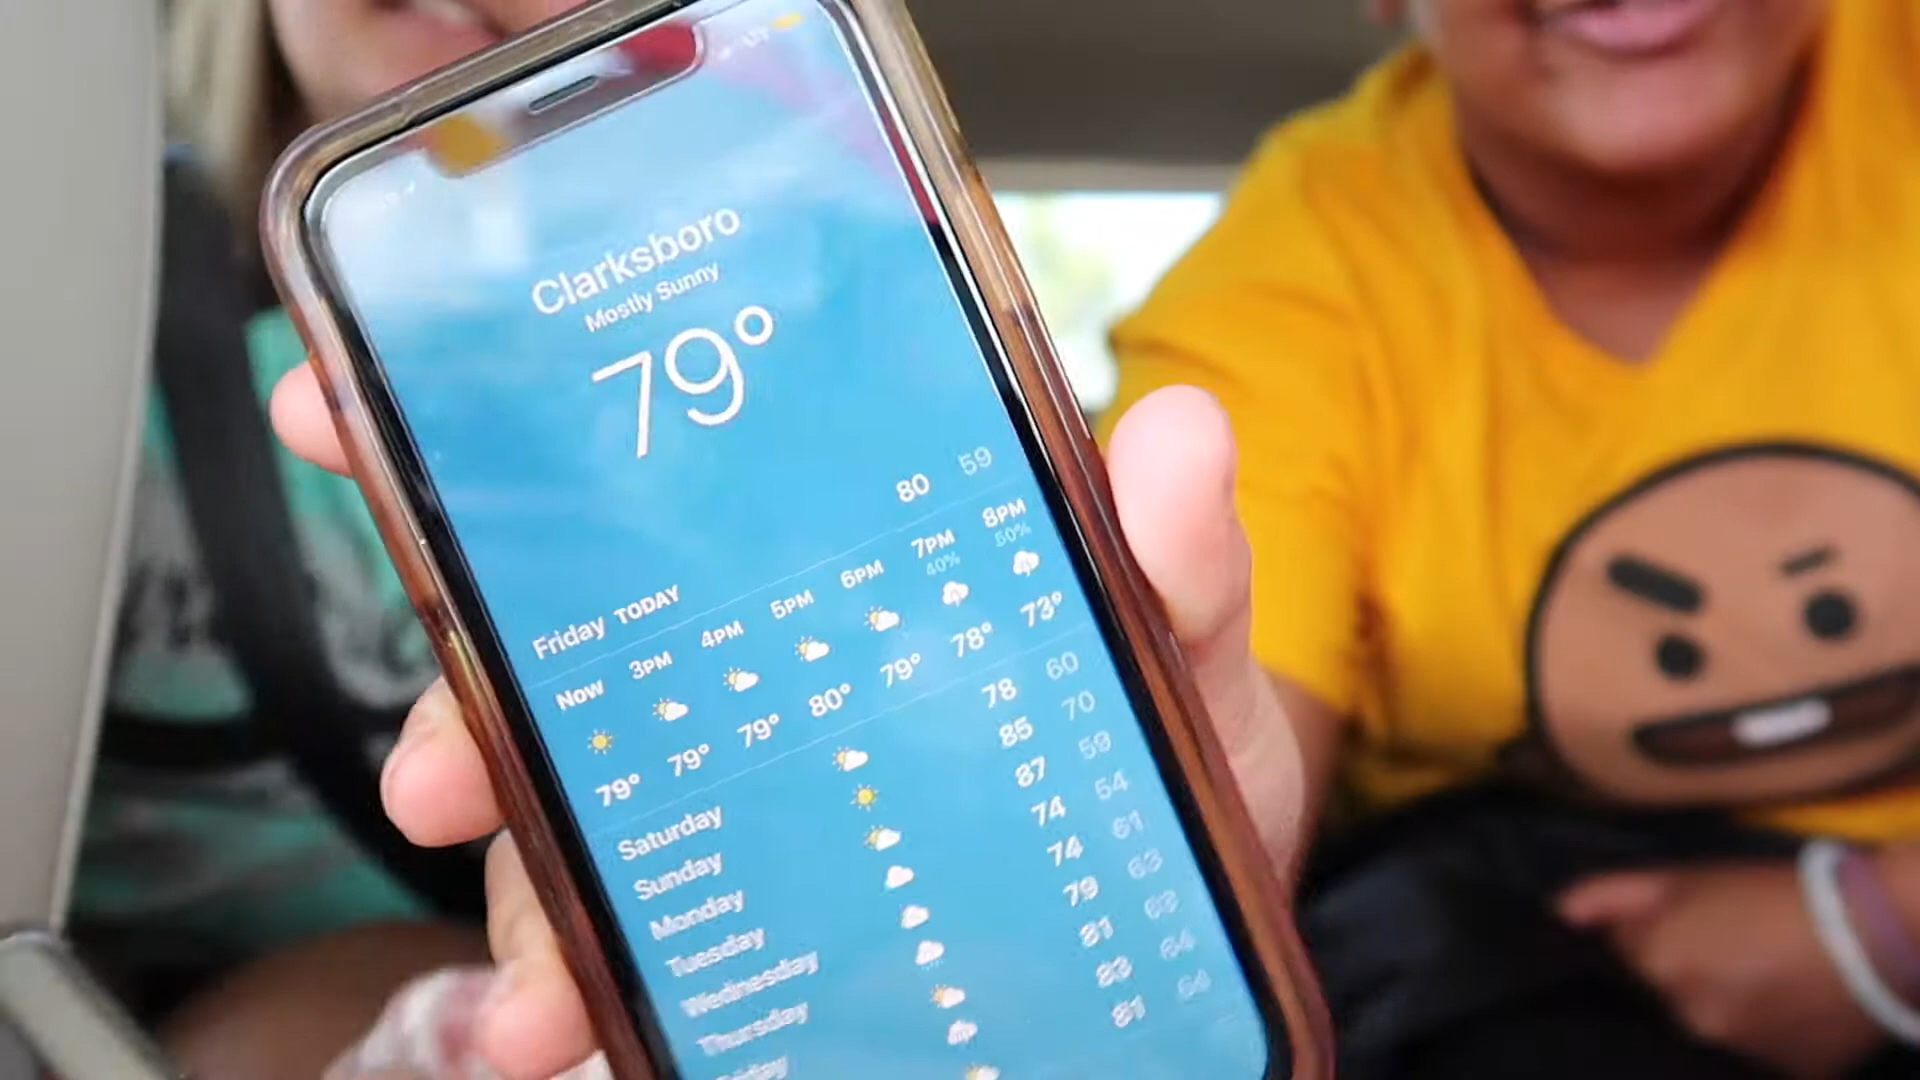 Clarksboro
Mostly Sunny
79°
Friday TODAY 80 59
Now 3PM 4PM 5PM 6PM 7PM 8PM
40% 50%
79° 79° 79° 80° 79° 78° 73°
Saturday 78 60
Sunday 85 70
Monday 87 59
Tuesday 74 54
Wednesday 74 61
Thursday 79 63
Friday 81 63
83 64
81 64